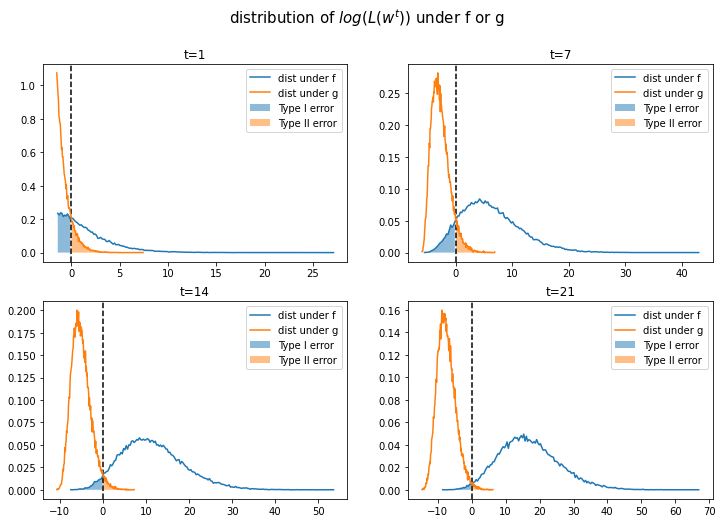 distribution of log(L(w^t)) under f or g
t=1
dist under f
dist under g
Type I error
Type II error
1.0
0.8
0.6
0.4
0.2
0.0
0 5 10 15 20 25
t=7
dist under f
dist under g
Type I error
Type II error
0.25
0.20
0.15
0.10
0.05
0.00
0 20 40
t=14
dist under f
dist under g
Type I error
Type II error
0.200
0.175
0.150
0.125
0.100
0.075
0.050
0.025
0.000
−10 0 10 20 30 40 50
t=21
dist under f
dist under g
Type I error
Type II error
0.16
0.14
0.12
0.10
0.08
0.06
0.04
0.02
0.00
−10 0 10 20 30 40 50 60 70